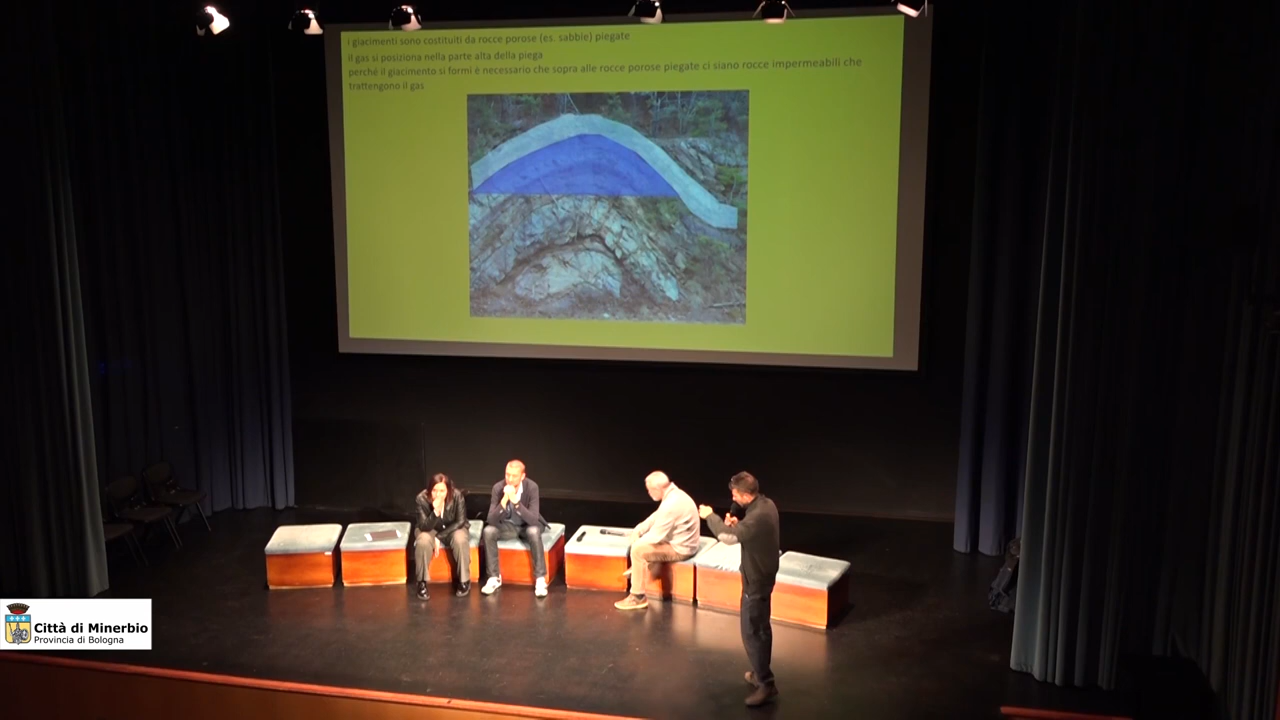 i giacimenti sono costituiti da rocce porose (es. sabbie) piegate
il gas si posiziona nella parte alta della piega
perché il giacimento si formi è necessario che sopra alle rocce porose piegate ci siano rocce impermeabili che
trattengono il gas
Città di Minerbio
Provincia di Bologna